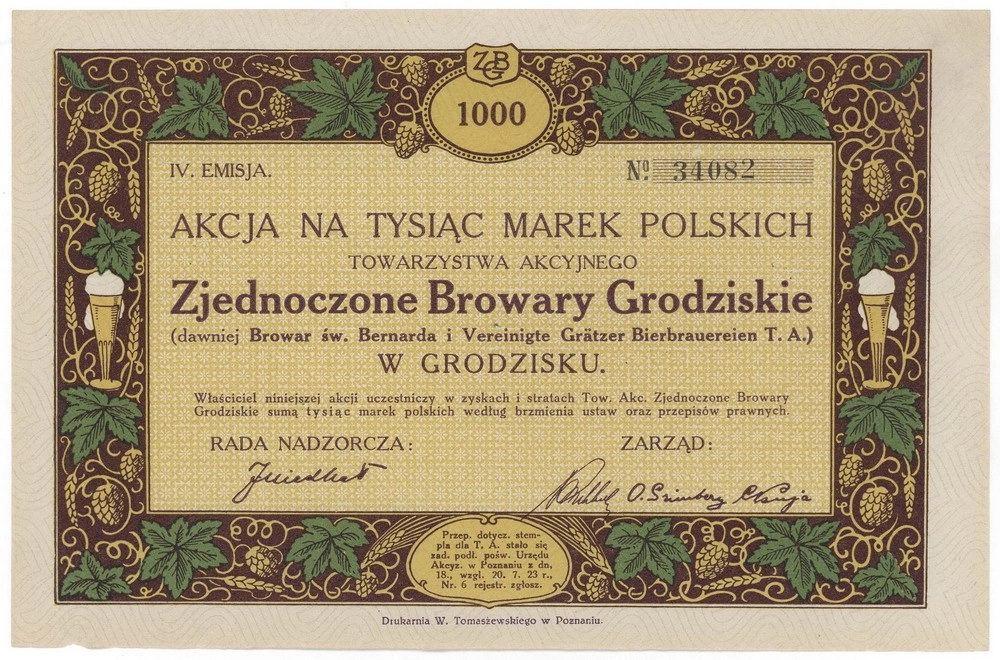 ZBG
1000
IV. EMISJA.
Nº 34082
AKCJA NA TYSIĄC MAREK POLSKICH
TOWARZYSTWA AKCYJNEGO
Zjednoczone Browary Grodziskie
(dawniej Browar św. Bernarda i Vereinigte Grätzer Bierbrauereien T. A.)
W GRODZISKU.
Właściciel niniejszej akcji uczestniczy w zyskach i stratach Tow. Akc. Zjednoczone Browary
Grodziskie sumą tysiąc marek polskich według brzmienia ustaw oraz przepisów prawnych.
RADA NADZORCZA:
ZARZĄD:
O. Grünberg
Przep. dotycz. stem-
pla dla T. A. stało się
zad. podł. pośw. Urzędu
Akcyz. w Poznaniu z dn,
18., wzgl. 20. 7. 23 r.,
Nr. 6 rejestr. zgłosz.
Drukarnia W. Tomaszewskiego w Poznaniu.